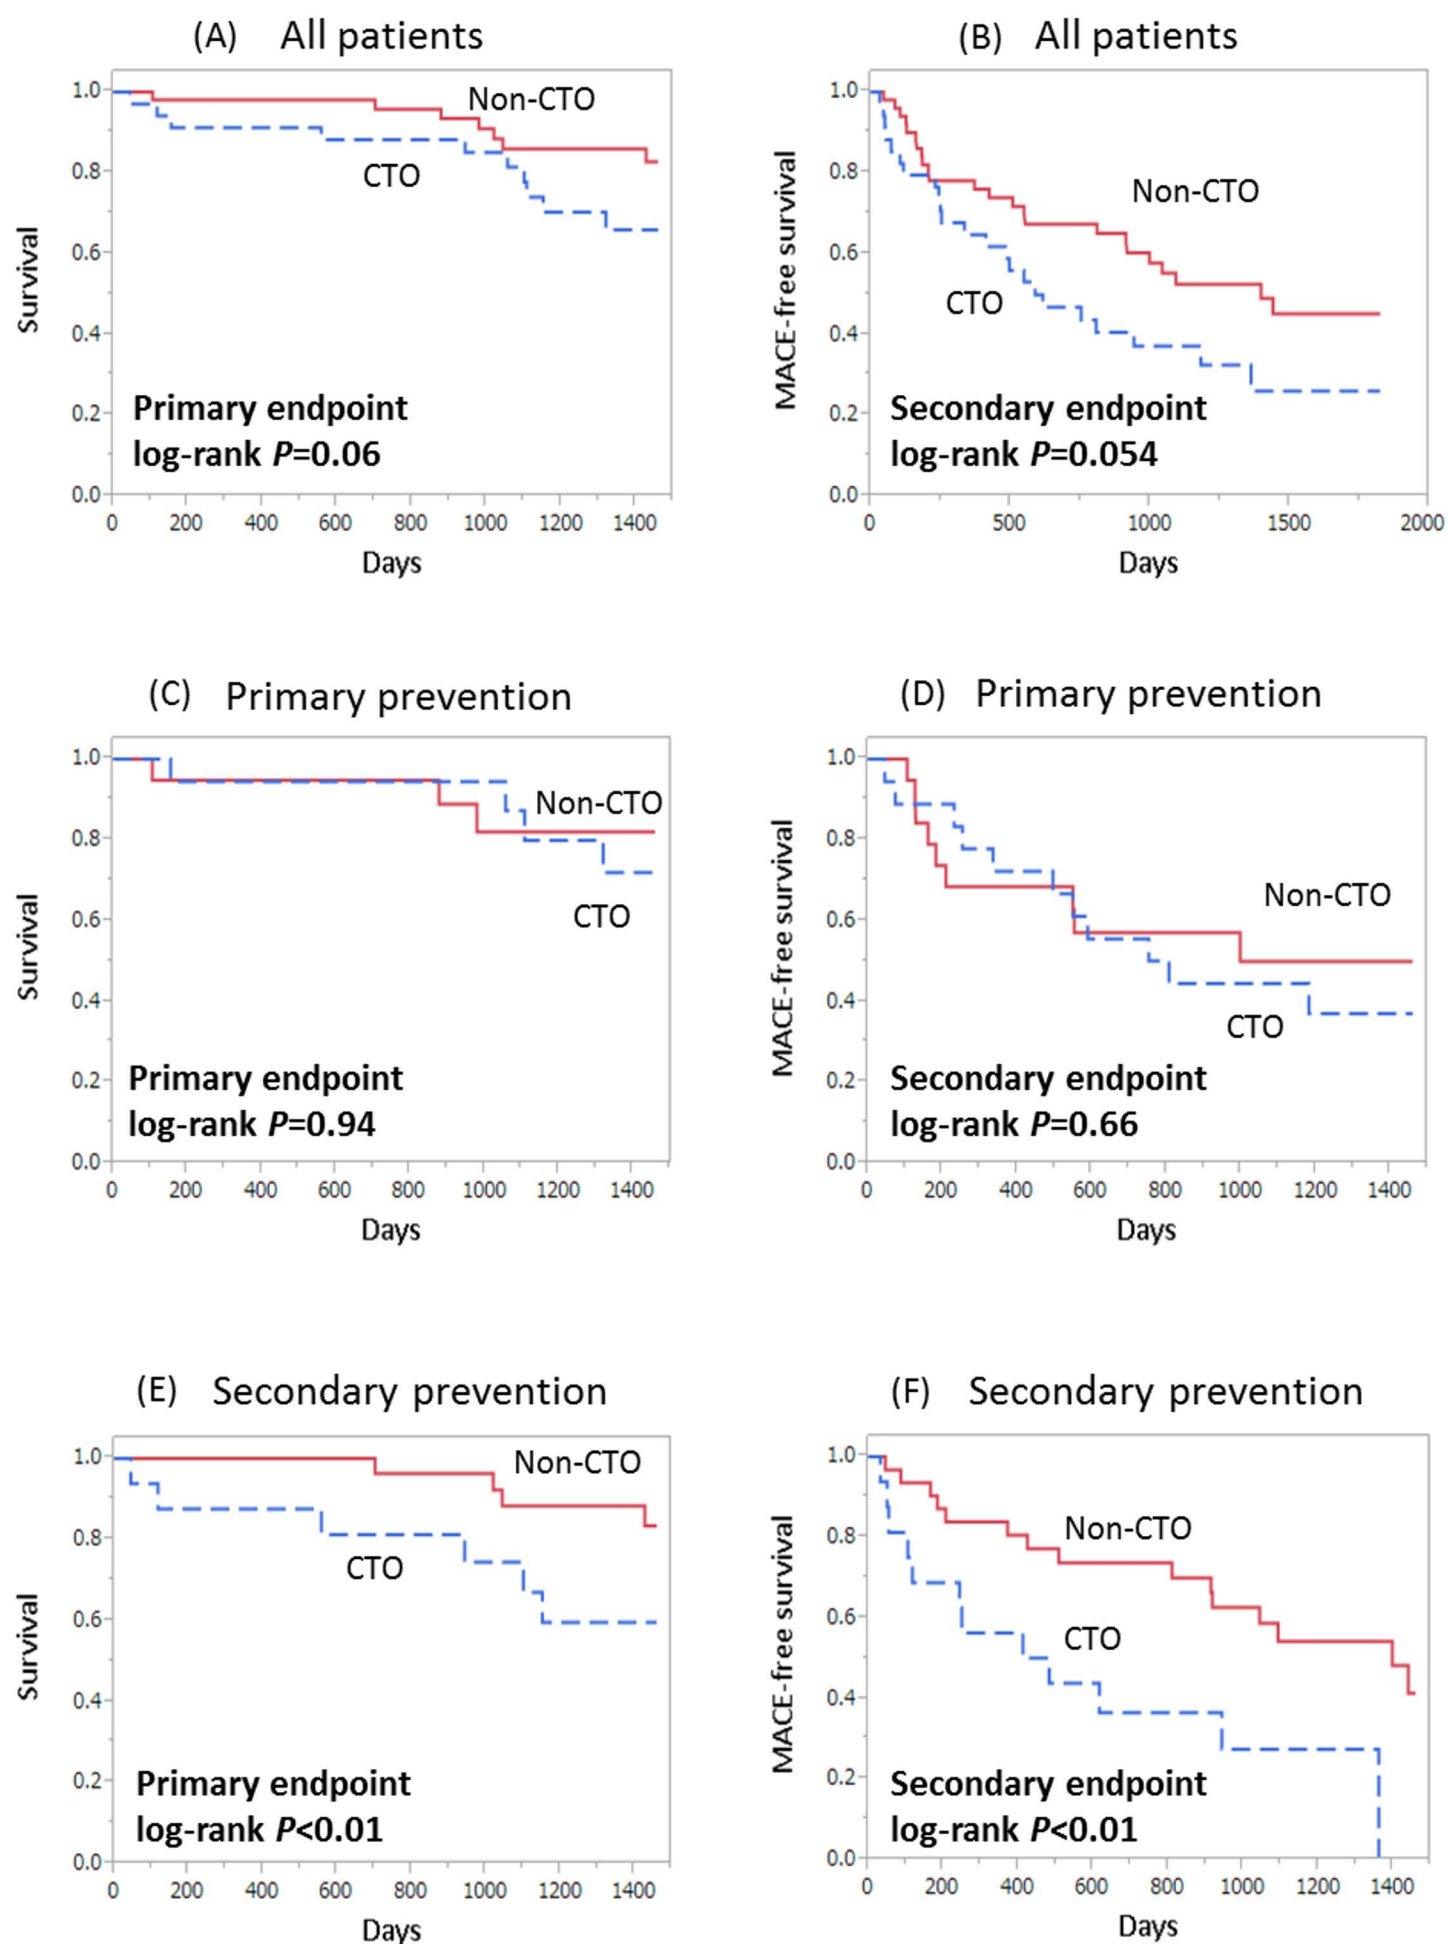 (A) All patients
1.0
0.8
0.6
0.4
0.2
0.0
Survival
Non-CTO
CTO
Primary endpoint
log-rank P=0.06
0 200 400 600 800 1000 1200 1400
Days
(B) All patients
1.0
0.8
0.6
0.4
0.2
0.0
MACE-free survival
Non-CTO
CTO
Secondary endpoint
log-rank P=0.054
0 500 1000 1500 2000
Days
(C) Primary prevention
1.0
0.8
0.6
0.4
0.2
0.0
Survival
Non-CTO
CTO
Primary endpoint
log-rank P=0.94
0 200 400 600 800 1000 1200 1400
Days
(D) Primary prevention
1.0
0.8
0.6
0.4
0.2
0.0
MACE-free survival
Non-CTO
CTO
Secondary endpoint
log-rank P=0.66
0 200 400 600 800 1000 1200 1400
Days
(E) Secondary prevention
1.0
0.8
0.6
0.4
0.2
0.0
Survival
Non-CTO
CTO
Primary endpoint
log-rank P<0.01
0 200 400 600 800 1000 1200 1400
Days
(F) Secondary prevention
1.0
0.8
0.6
0.4
0.2
0.0
MACE-free survival
Non-CTO
CTO
Secondary endpoint
log-rank P<0.01
0 200 400 600 800 1000 1200 1400
Days